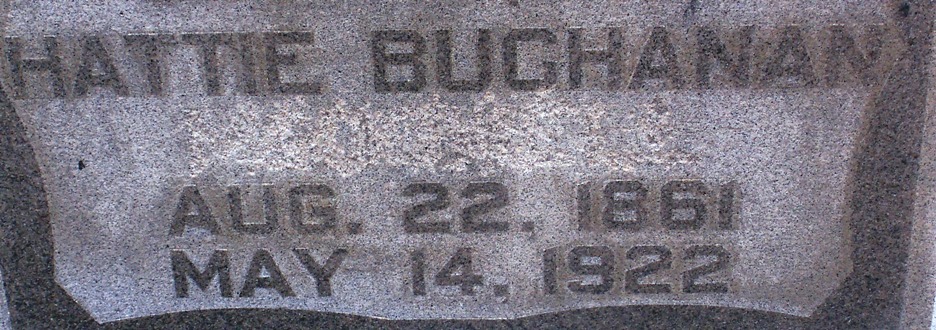 HATTIE BUCHANAN
AUG. 22, 1861
MAY 14, 1922